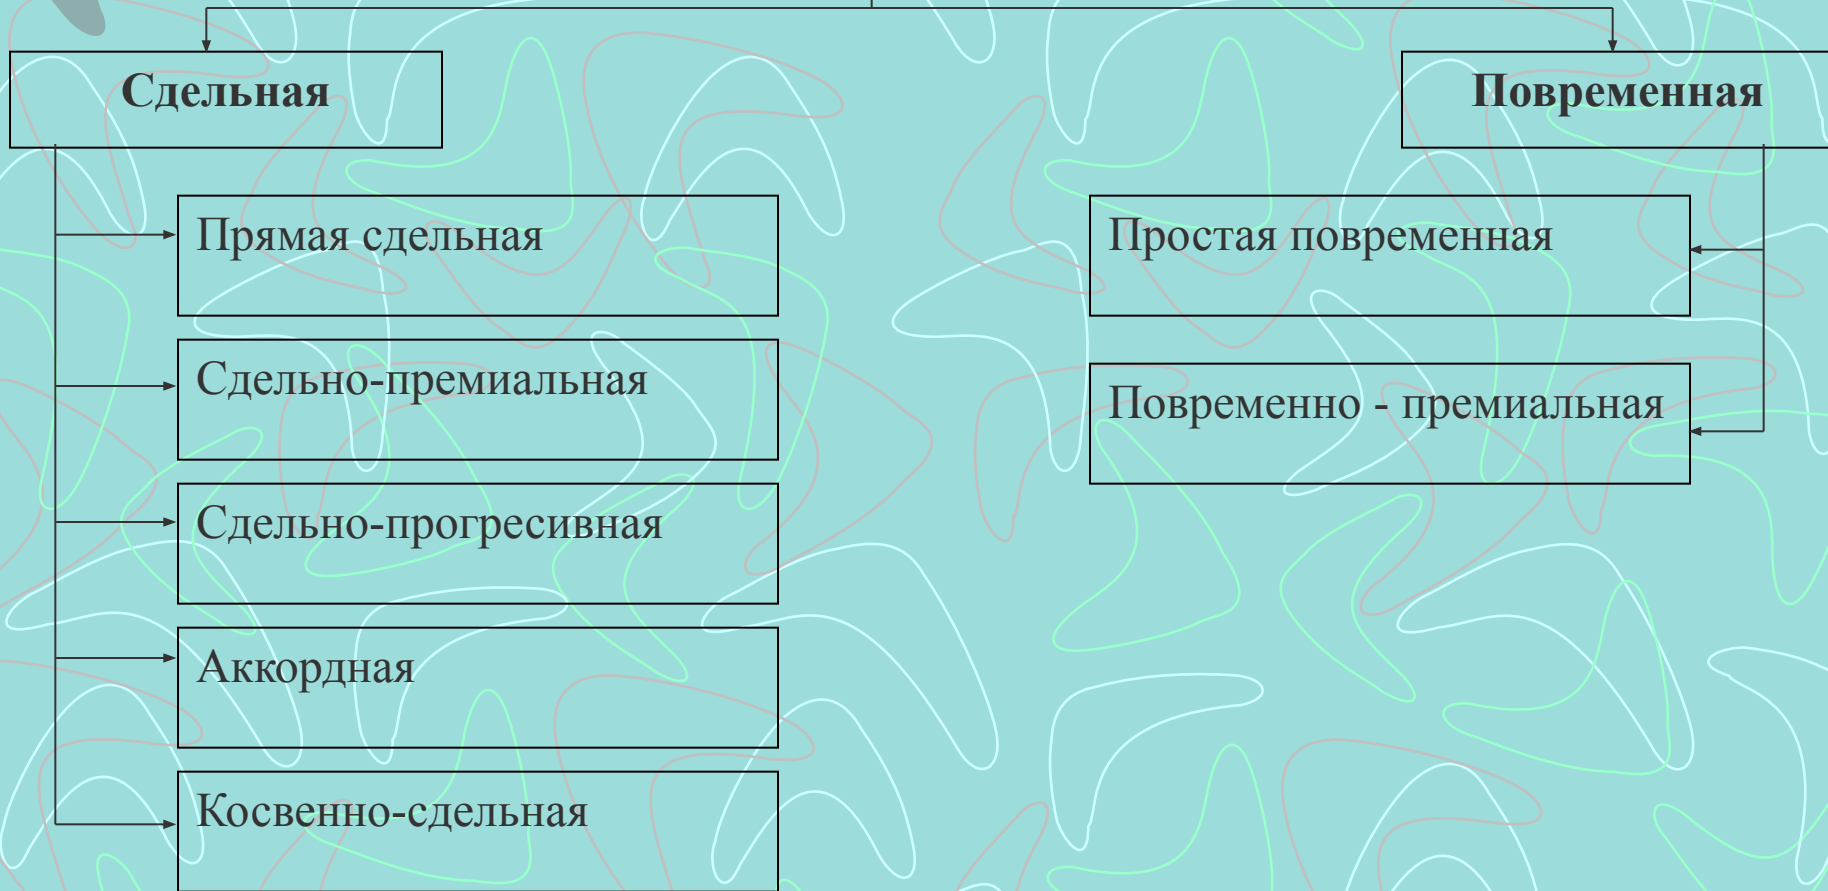 Сдельная
Повременная
Прямая сдельная
Простая повременная
Сдельно-премиальная
Повременно - премиальная
Сдельно-прогресивная
Аккордная
Косвенно-сдельная